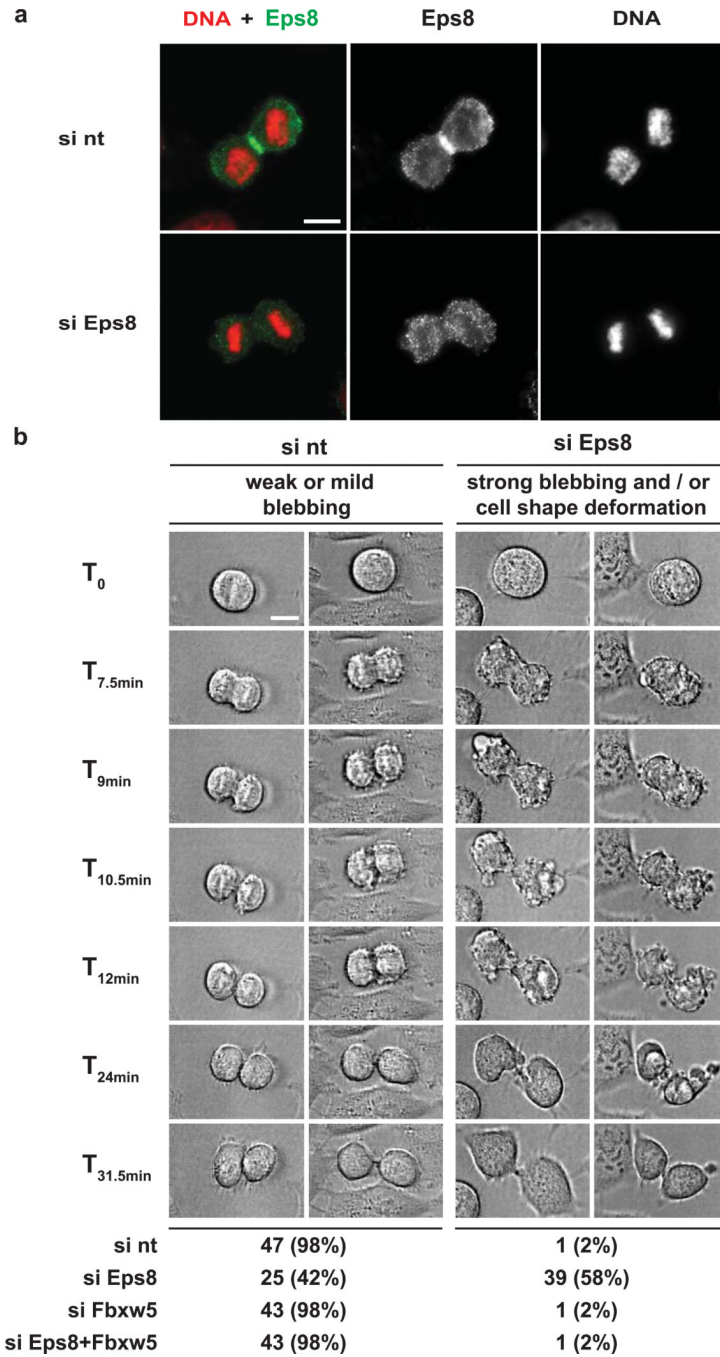 a
DNA + Eps8
Eps8
DNA
si nt
si Eps8
b
si nt
si Eps8
weak or mild
blebbing
strong blebbing and / or
cell shape deformation
T0
T7.5min
T9min
T10.5min
T12min
T24min
T31.5min
si nt 47 (98%) 1 (2%)
si Eps8 25 (42%) 39 (58%)
si Fbxw5 43 (98%) 1 (2%)
si Eps8+Fbxw5 43 (98%) 1 (2%)